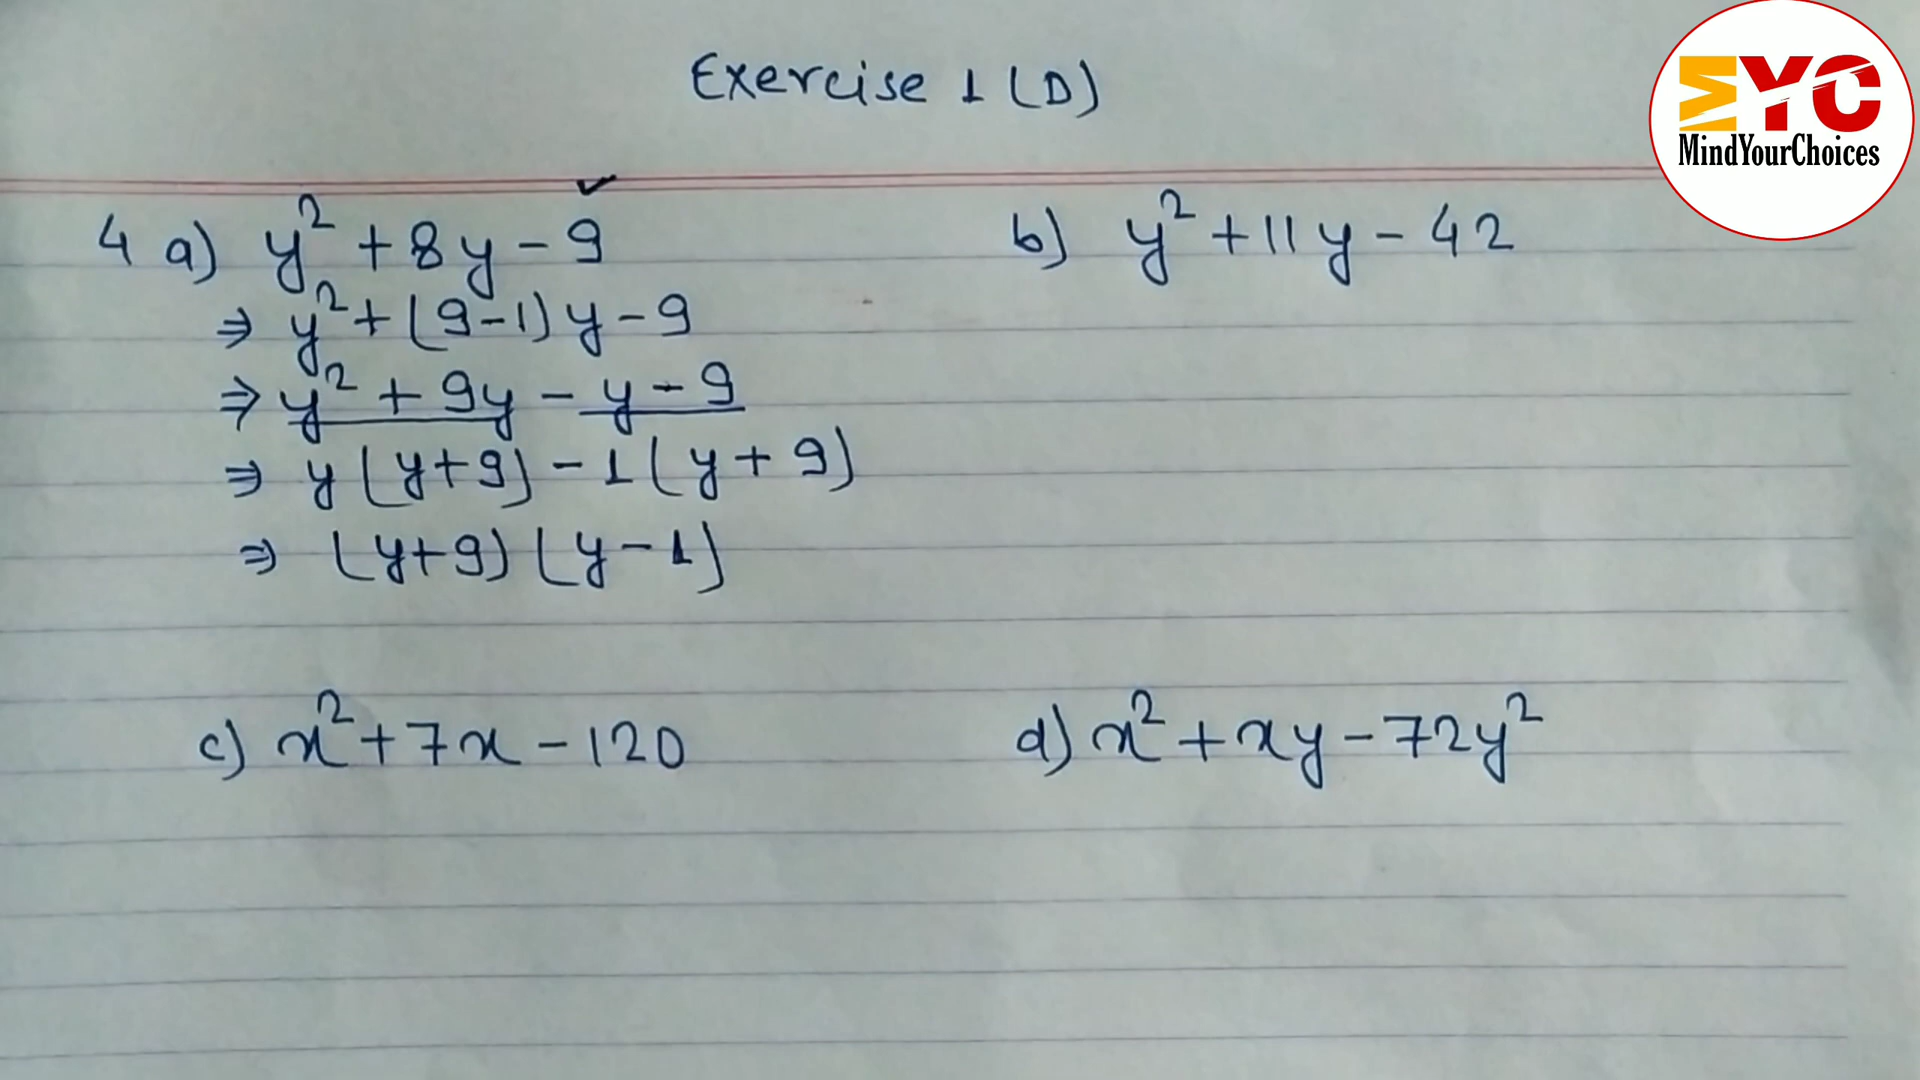 Exercise 1 (D)
MYC
MindYourChoices
4 a) y² + 8y - 9
⇒ y² + (9-1)y - 9
⇒ y² + 9y - y - 9
⇒ y(y+9) - 1(y+9)
⇒ (y+9)(y-1)
b) y² + 11y - 42
c) x² + 7x - 120
d) x² + xy - 72y²